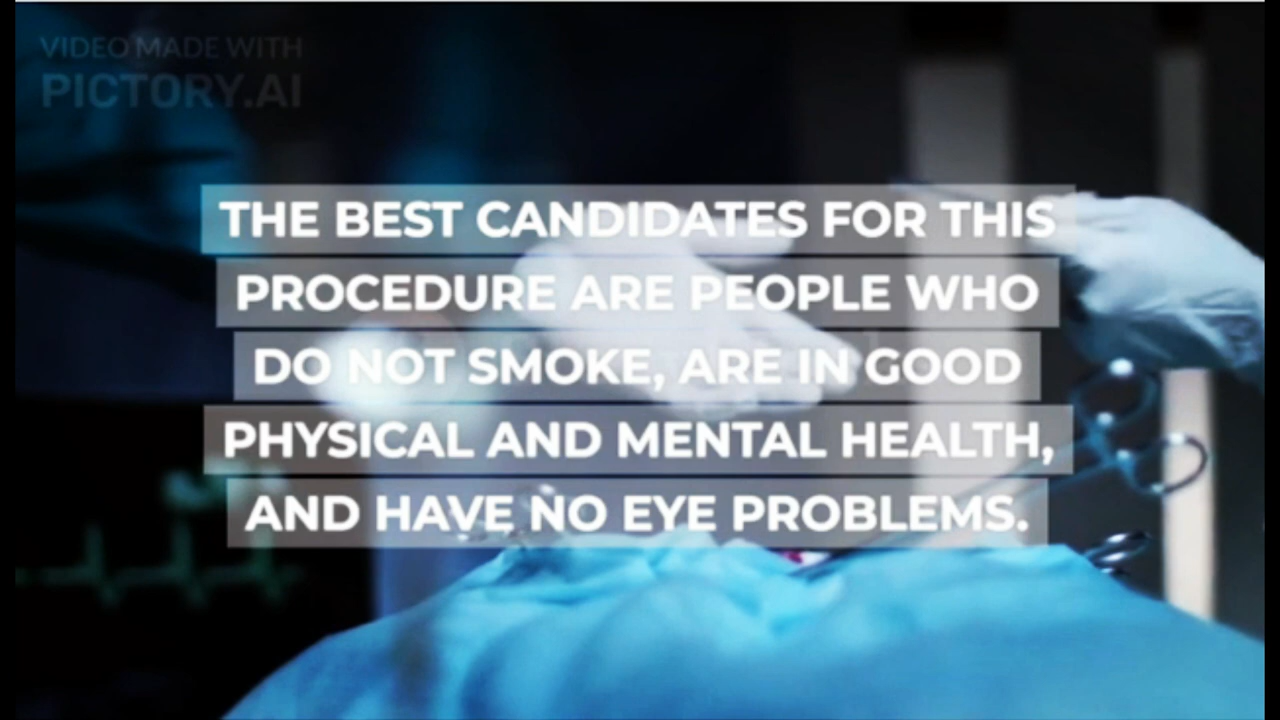 VIDEO MADE WITH
PICTORY.AI
THE BEST CANDIDATES FOR THIS
PROCEDURE ARE PEOPLE WHO
DO NOT SMOKE, ARE IN GOOD
PHYSICAL AND MENTAL HEALTH,
AND HAVE NO EYE PROBLEMS.